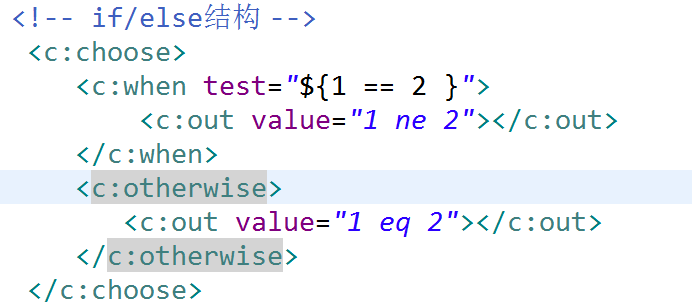 <!-- if/else结构 -->
<c:choose>
<c:when test="${1 == 2 }">
<c:out value="1 ne 2"></c:out>
</c:when>
<c:otherwise>
<c:out value="1 eq 2"></c:out>
</c:otherwise>
</c:choose>